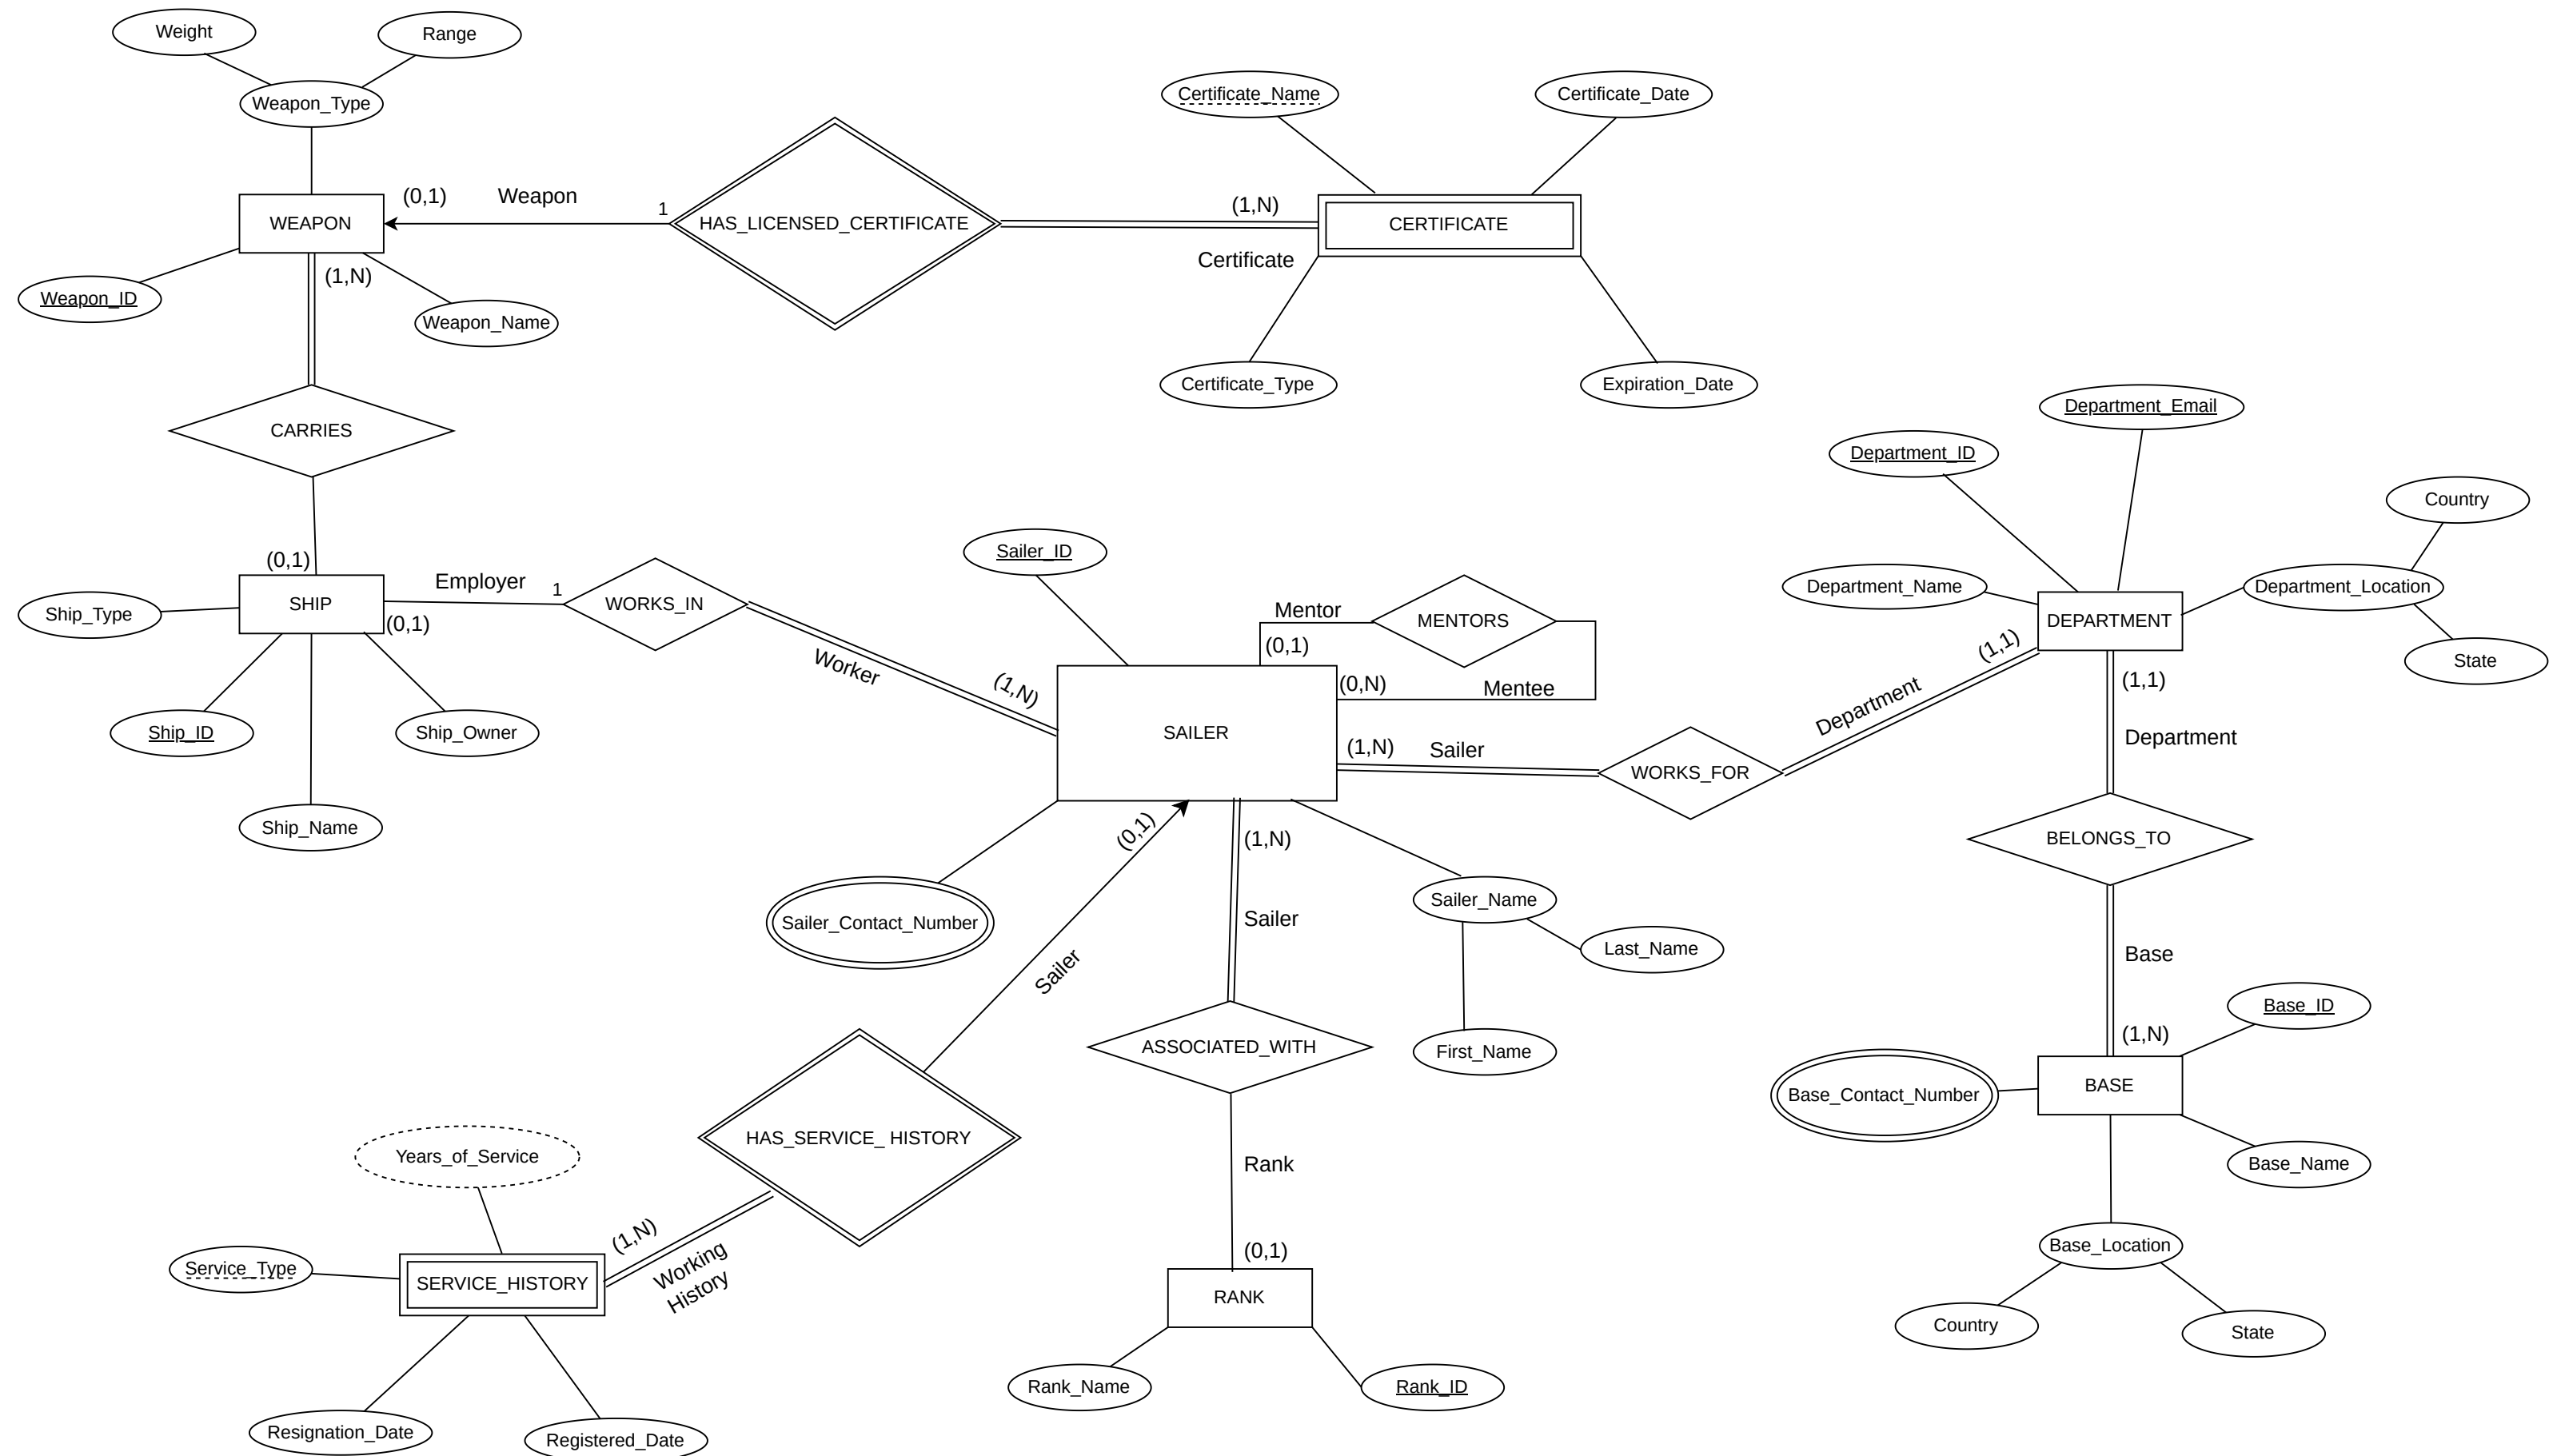 Weight
Range
Weapon_Type
Certificate_Name
Certificate_Date
(0,1)
Weapon
1
HAS_LICENSED_CERTIFICATE
(1,N)
WEAPON
CERTIFICATE
Certificate
(1,N)
Weapon_ID
Weapon_Name
Certificate_Type
Expiration_Date
CARRIES
Department_Email
Department_ID
Country
(0,1)
Sailer_ID
Employer
1
SHIP
WORKS_IN
Ship_Type
(0,1)
Mentor
MENTORS
(0,1)
Department_Name
Department_Location
DEPARTMENT
(1,1)
State
Worker
(1,N)
(0,N)
Mentee
(1,1)
Department
Department
Ship_ID
Ship_Owner
SAILER
(1,N)
Sailer
WORKS_FOR
Ship_Name
(0,1)
(1,N)
BELONGS_TO
Sailer_Contact_Number
Sailer
Sailer_Name
Last_Name
Sailer
Base
Base_ID
(1,N)
ASSOCIATED_WITH
First_Name
BASE
Base_Contact_Number
HAS_SERVICE_ HISTORY
Years_of_Service
Rank
Base_Name
(1,N)
Working
History
(0,1)
Base_Location
Service_Type
SERVICE_HISTORY
RANK
Country
State
Rank_Name
Rank_ID
Resignation_Date
Registered_Date